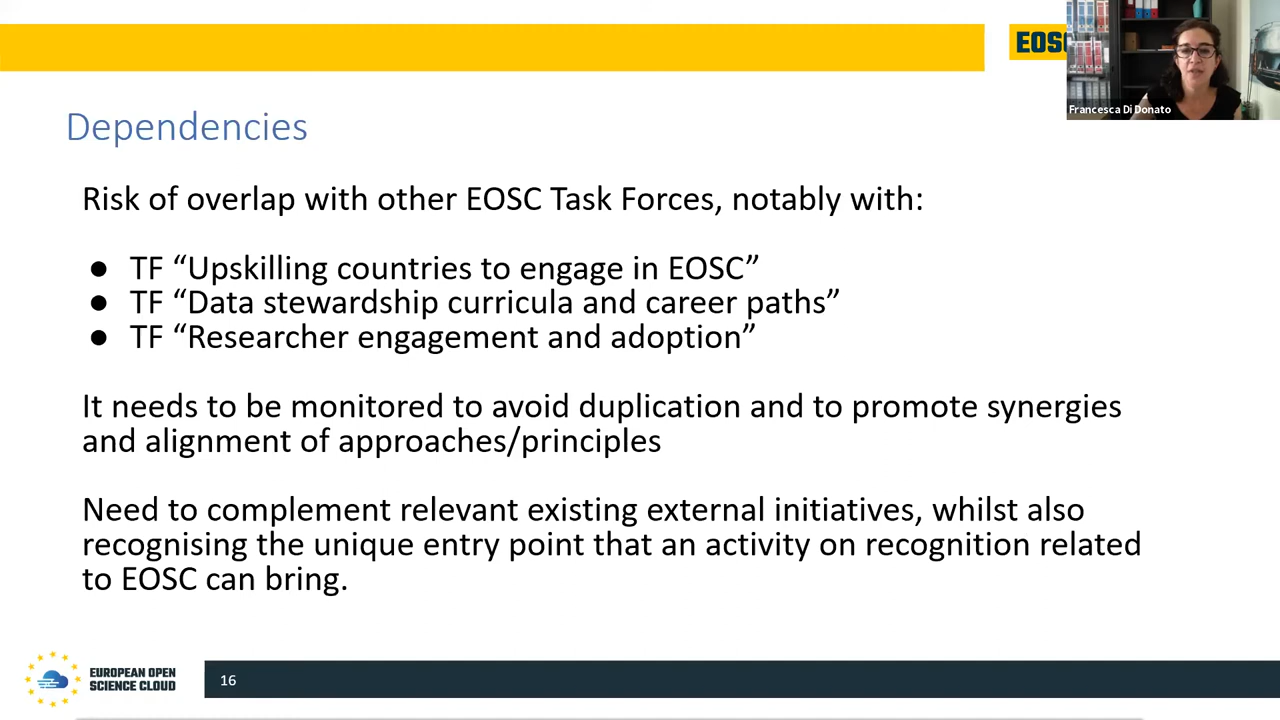 EOSC
Francesca Di Donato
Dependencies
Risk of overlap with other EOSC Task Forces, notably with:
● TF “Upskilling countries to engage in EOSC”
● TF “Data stewardship curricula and career paths”
● TF “Researcher engagement and adoption”
It needs to be monitored to avoid duplication and to promote synergies
and alignment of approaches/principles
Need to complement relevant existing external initiatives, whilst also
recognising the unique entry point that an activity on recognition related
to EOSC can bring.
EUROPEAN OPEN
SCIENCE CLOUD
16